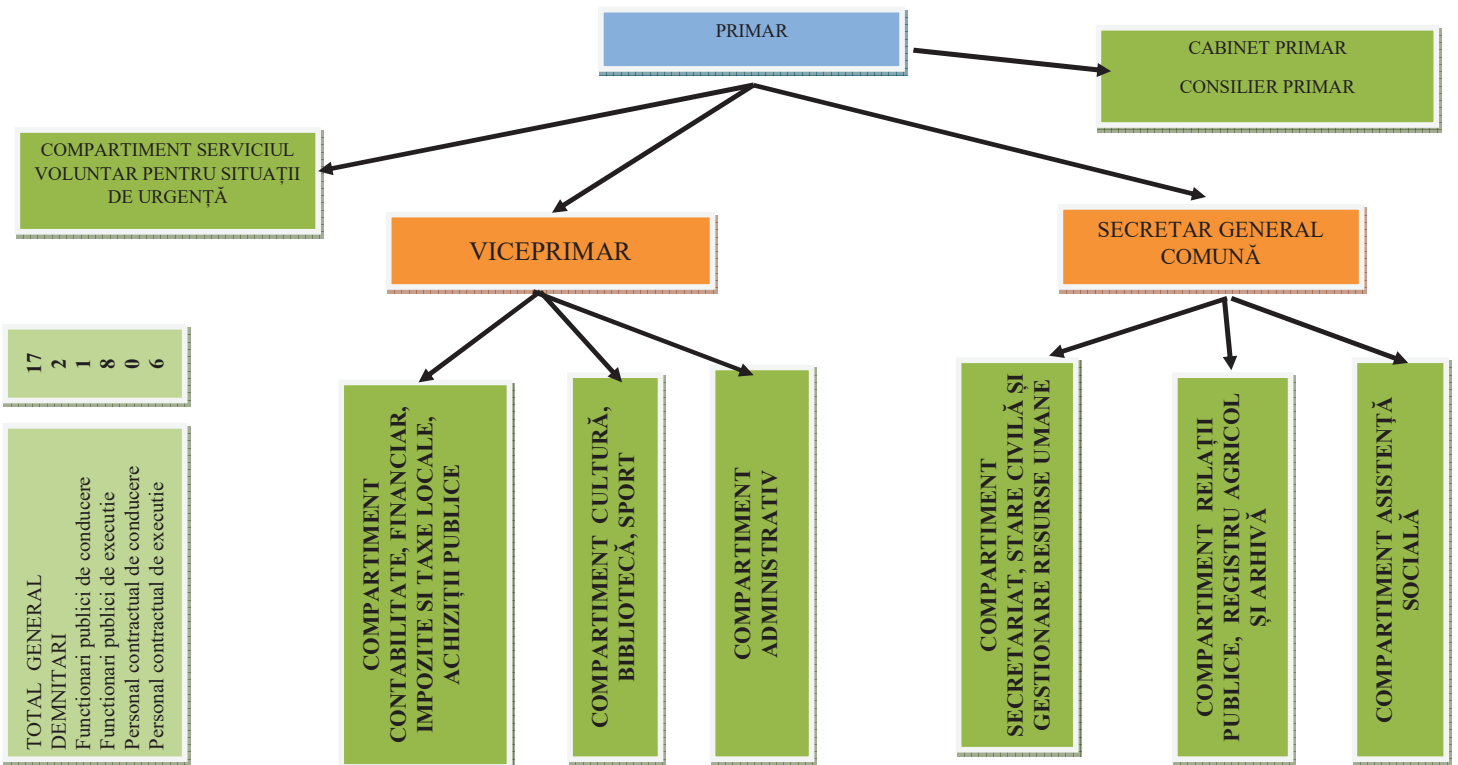 PRIMAR
CABINET PRIMAR
CONSILIER PRIMAR
COMPARTIMENT SERVICIUL
VOLUNTAR PENTRU SITUAȚII
DE URGENȚĂ
VICEPRIMAR
SECRETAR GENERAL
COMUNĂ
17
2
1
8
0
6
TOTAL GENERAL
DEMNITARI
Functionari publici de conducere
Functionari publici de executie
Personal contractual de conducere
Personal contractual de executie
COMPARTIMENT
CONTABILITATE, FINANCIAR,
IMPOZITE SI TAXE LOCALE,
ACHIZIȚII PUBLICE
COMPARTIMENT CULTURĂ,
BIBLIOTECĂ, SPORT
COMPARTIMENT
ADMINISTRATIV
COMPARTIMENT
SECRETARIAT, STARE CIVILĂ ȘI
GESTIONARE RESURSE UMANE
COMPARTIMENT RELAȚII
PUBLICE, REGISTRU AGRICOL
ȘI ARHIVĂ
COMPARTIMENT ASISTENȚĂ
SOCIALĂ